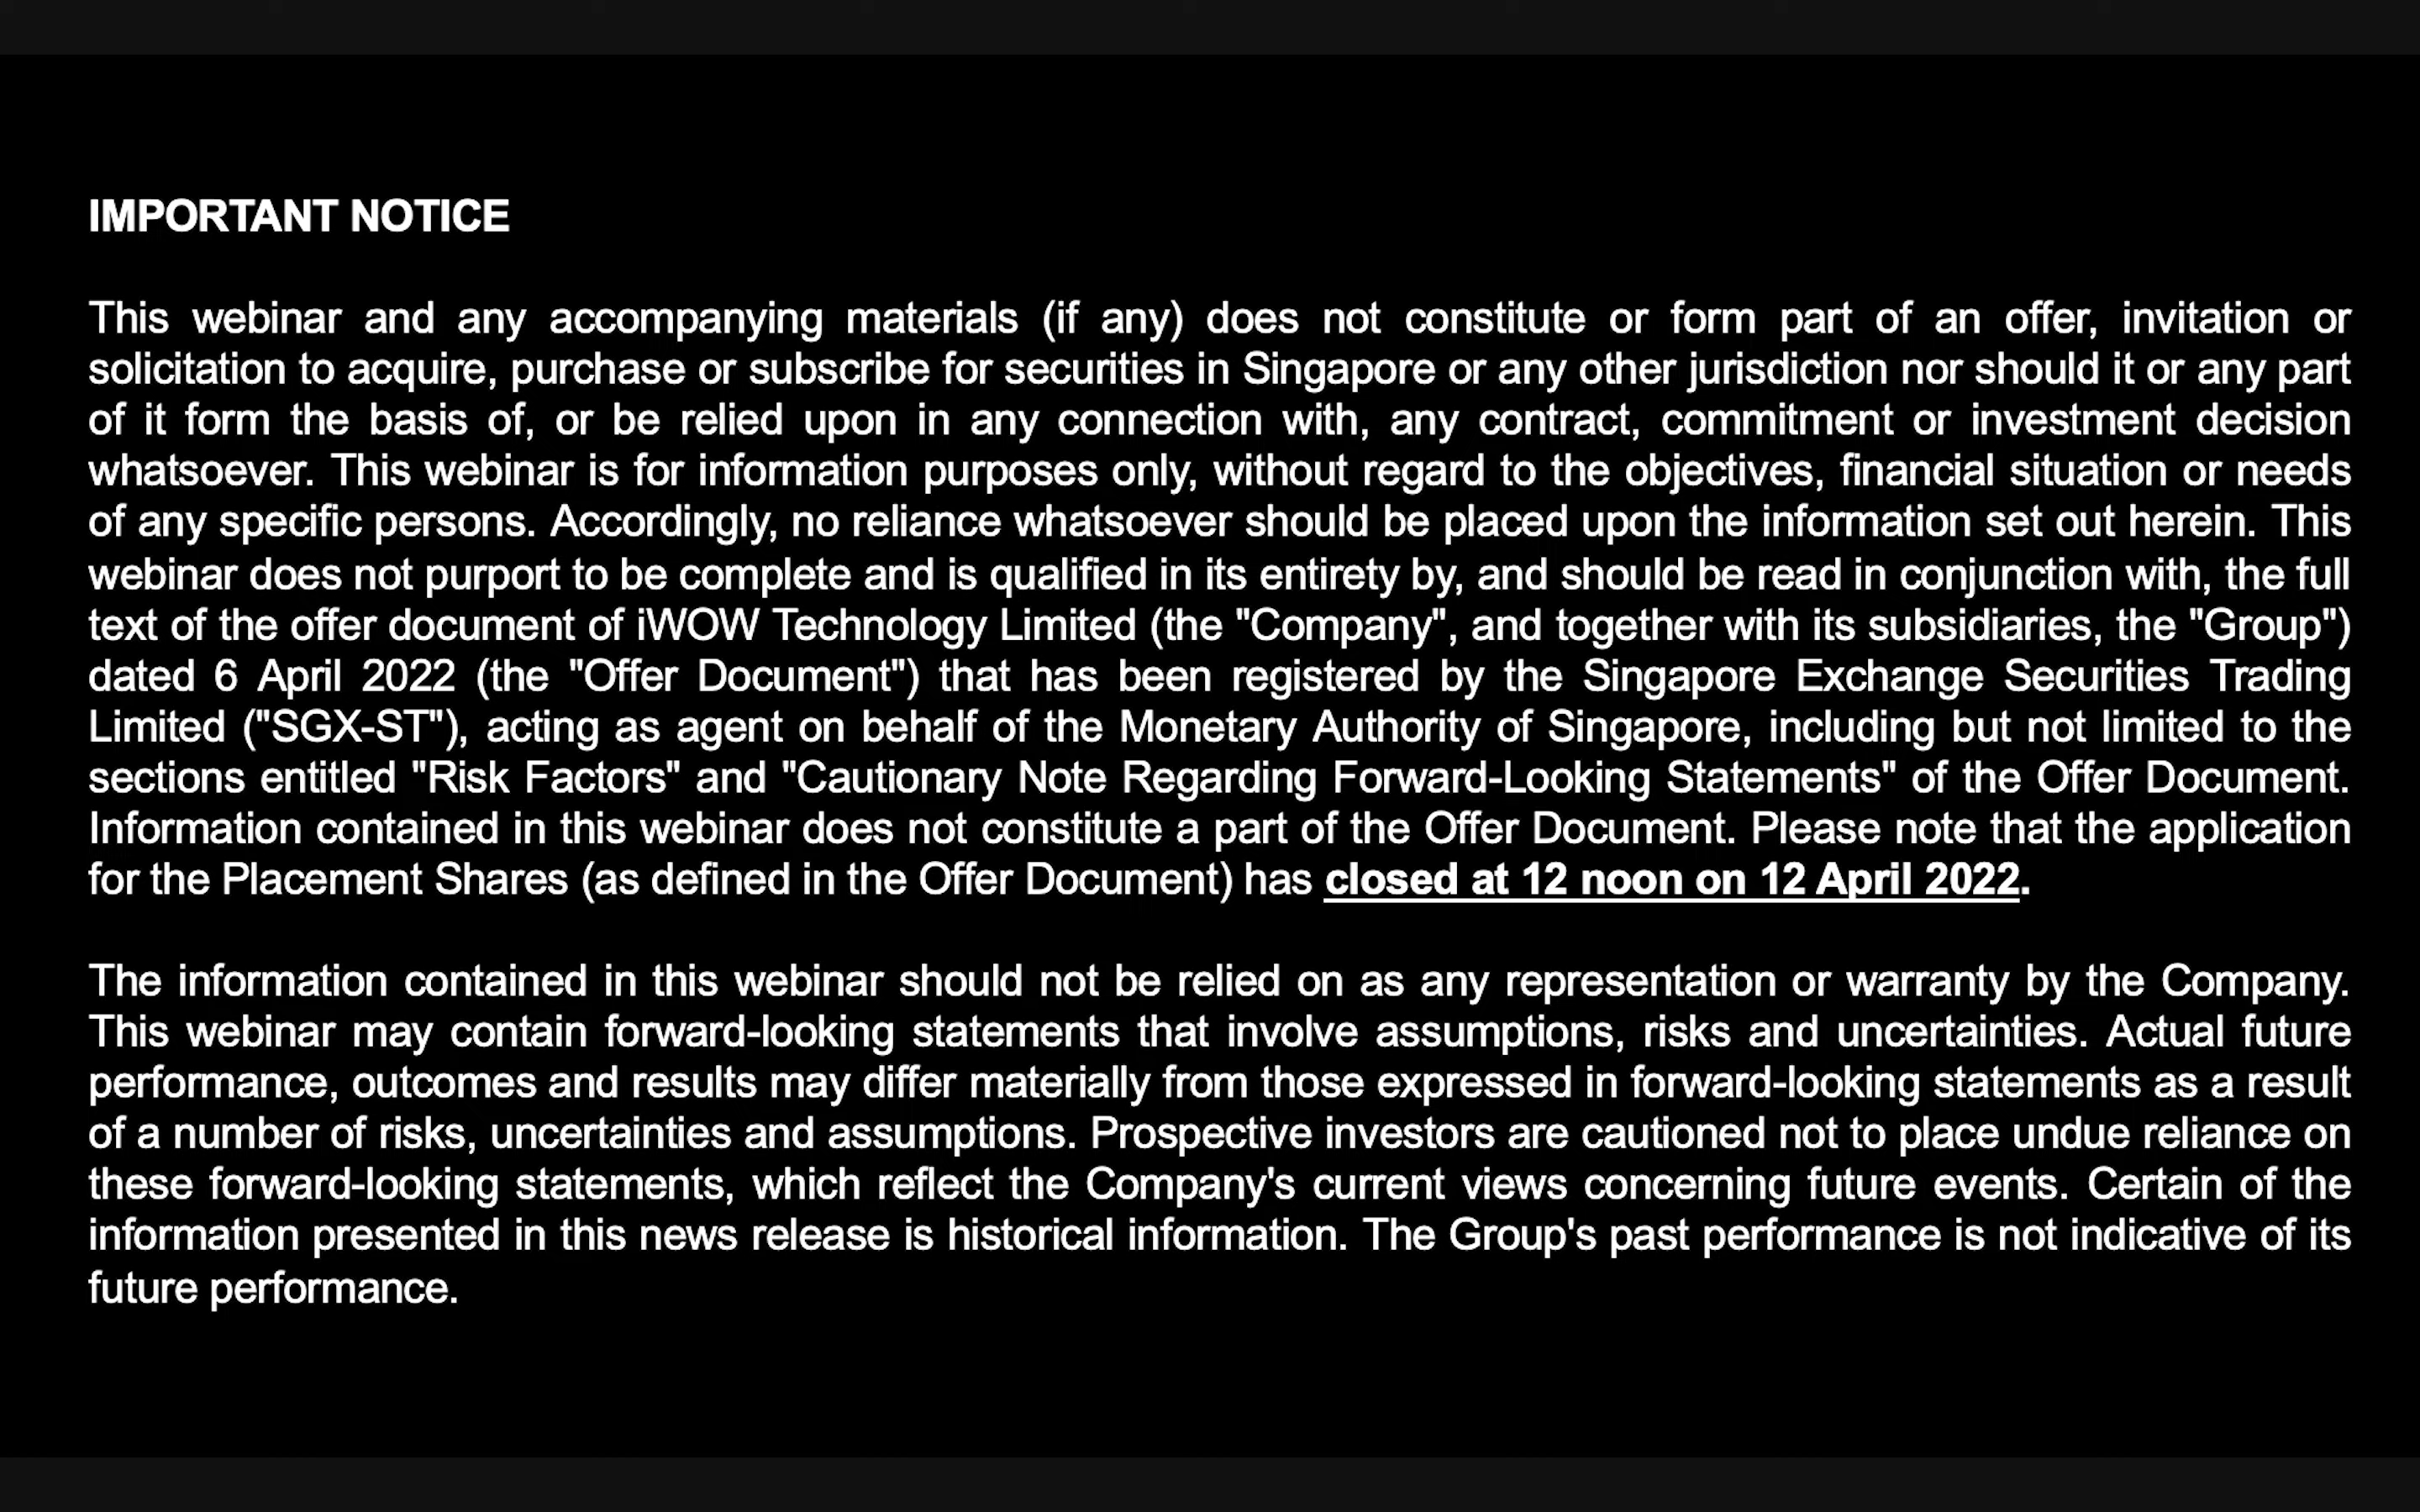 IMPORTANT NOTICE
This webinar and any accompanying materials (if any) does not constitute or form part of an offer, invitation or
solicitation to acquire, purchase or subscribe for securities in Singapore or any other jurisdiction nor should it or any part
of it form the basis of, or be relied upon in any connection with, any contract, commitment or investment decision
whatsoever. This webinar is for information purposes only, without regard to the objectives, financial situation or needs
of any specific persons. Accordingly, no reliance whatsoever should be placed upon the information set out herein. This
webinar does not purport to be complete and is qualified in its entirety by, and should be read in conjunction with, the full
text of the offer document of iWOW Technology Limited (the "Company", and together with its subsidiaries, the "Group")
dated 6 April 2022 (the "Offer Document") that has been registered by the Singapore Exchange Securities Trading
Limited ("SGX-ST"), acting as agent on behalf of the Monetary Authority of Singapore, including but not limited to the
sections entitled "Risk Factors" and "Cautionary Note Regarding Forward-Looking Statements" of the Offer Document.
Information contained in this webinar does not constitute a part of the Offer Document. Please note that the application
for the Placement Shares (as defined in the Offer Document) has closed at 12 noon on 12 April 2022.
The information contained in this webinar should not be relied on as any representation or warranty by the Company.
This webinar may contain forward-looking statements that involve assumptions, risks and uncertainties. Actual future
performance, outcomes and results may differ materially from those expressed in forward-looking statements as a result
of a number of risks, uncertainties and assumptions. Prospective investors are cautioned not to place undue reliance on
these forward-looking statements, which reflect the Company's current views concerning future events. Certain of the
information presented in this news release is historical information. The Group's past performance is not indicative of its
future performance.